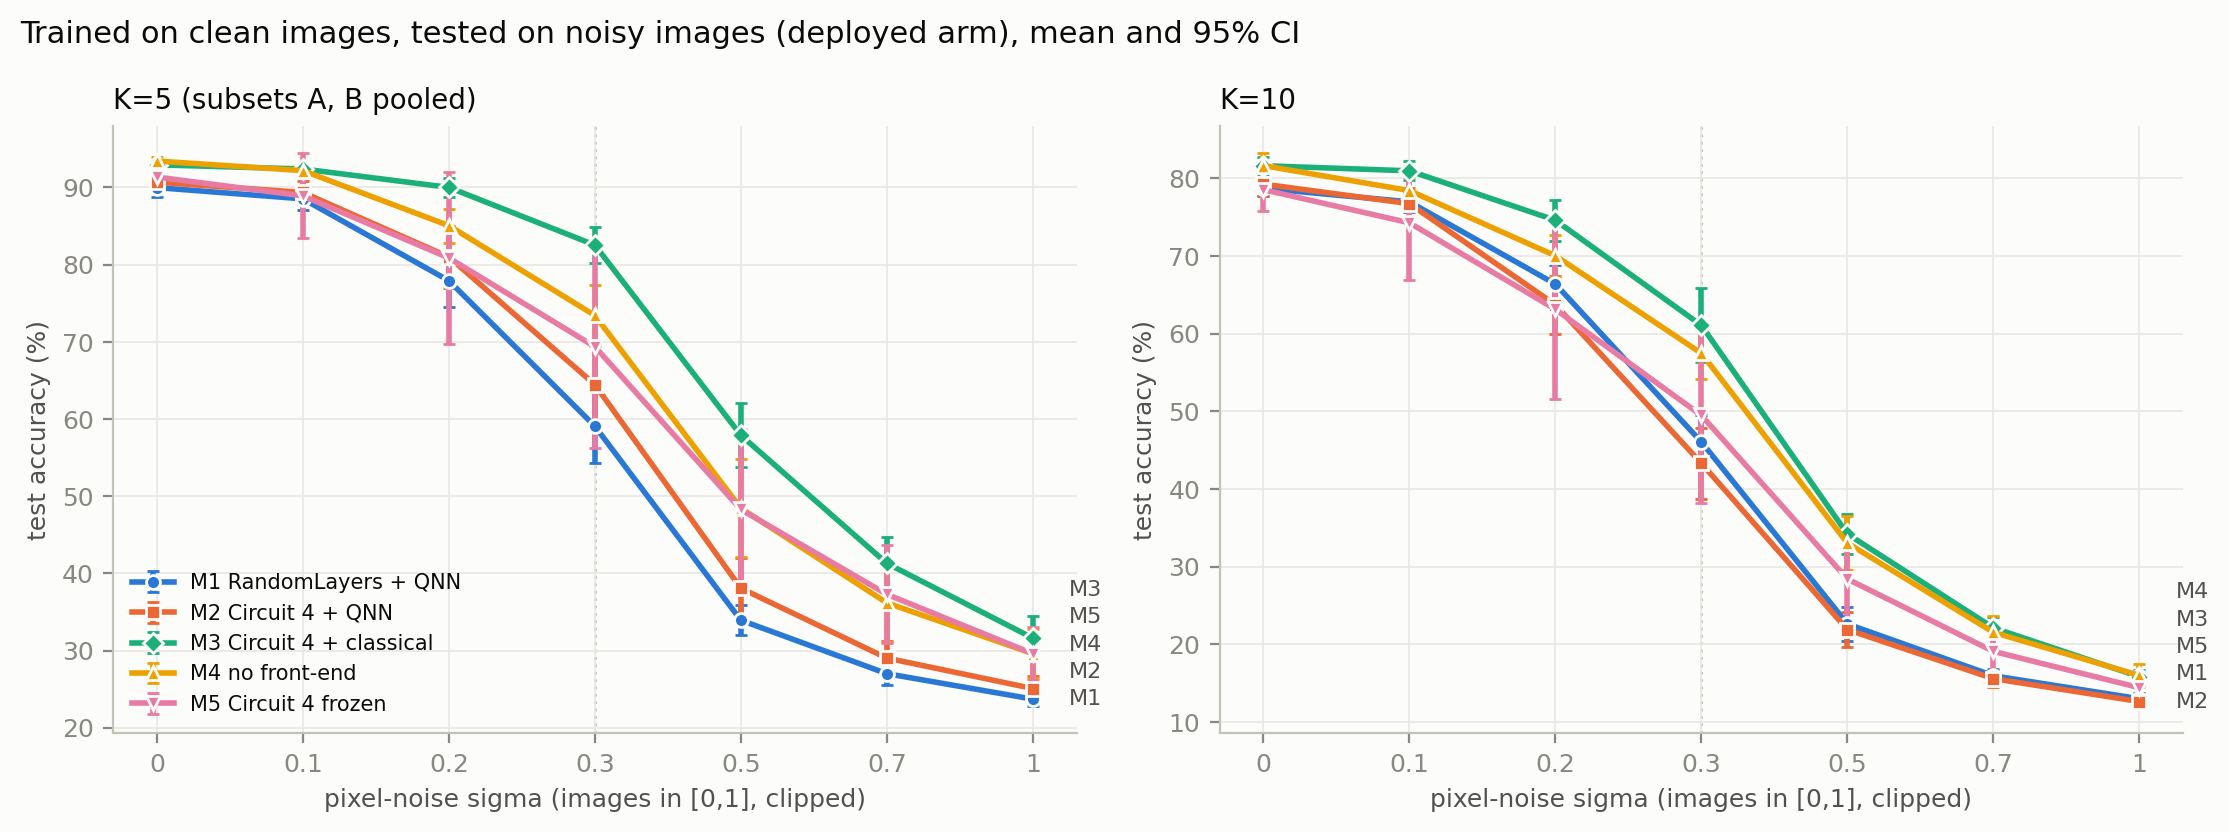 Trained on clean images, tested on noisy images (deployed arm), mean and 95% CI
K=5 (subsets A, B pooled)
test accuracy (%)
90
80
70
60
50
40
30
20
M1 RandomLayers + QNN
M2 Circuit 4 + QNN
M3 Circuit 4 + classical
M4 no front-end
M5 Circuit 4 frozen
M3
M5
M4
M2
M1
0 0.1 0.2 0.3 0.5 0.7 1
pixel-noise sigma (images in [0,1], clipped)
K=10
test accuracy (%)
80
70
60
50
40
30
20
10
M4
M3
M5
M1
M2
0 0.1 0.2 0.3 0.5 0.7 1
pixel-noise sigma (images in [0,1], clipped)